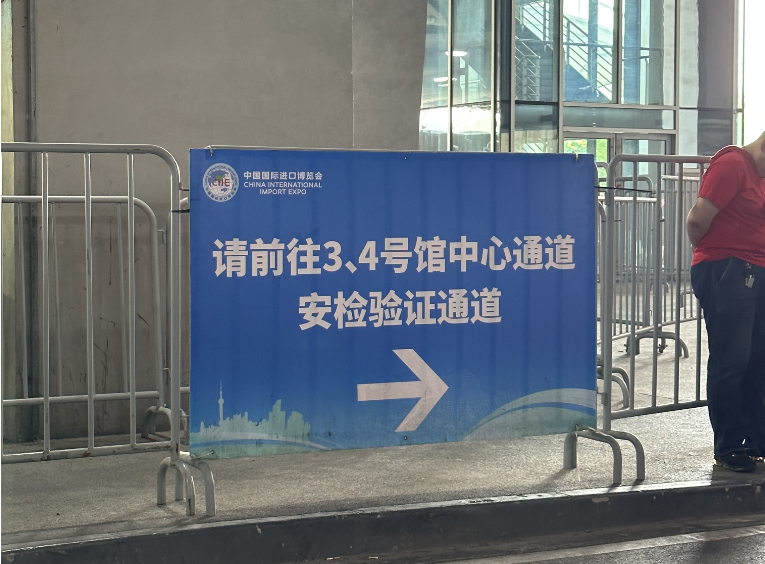 CIIE
中国国际进口博览会
CHINA INTERNATIONAL
IMPORT EXPO
请前往3、4号馆中心通道
安检验证通道